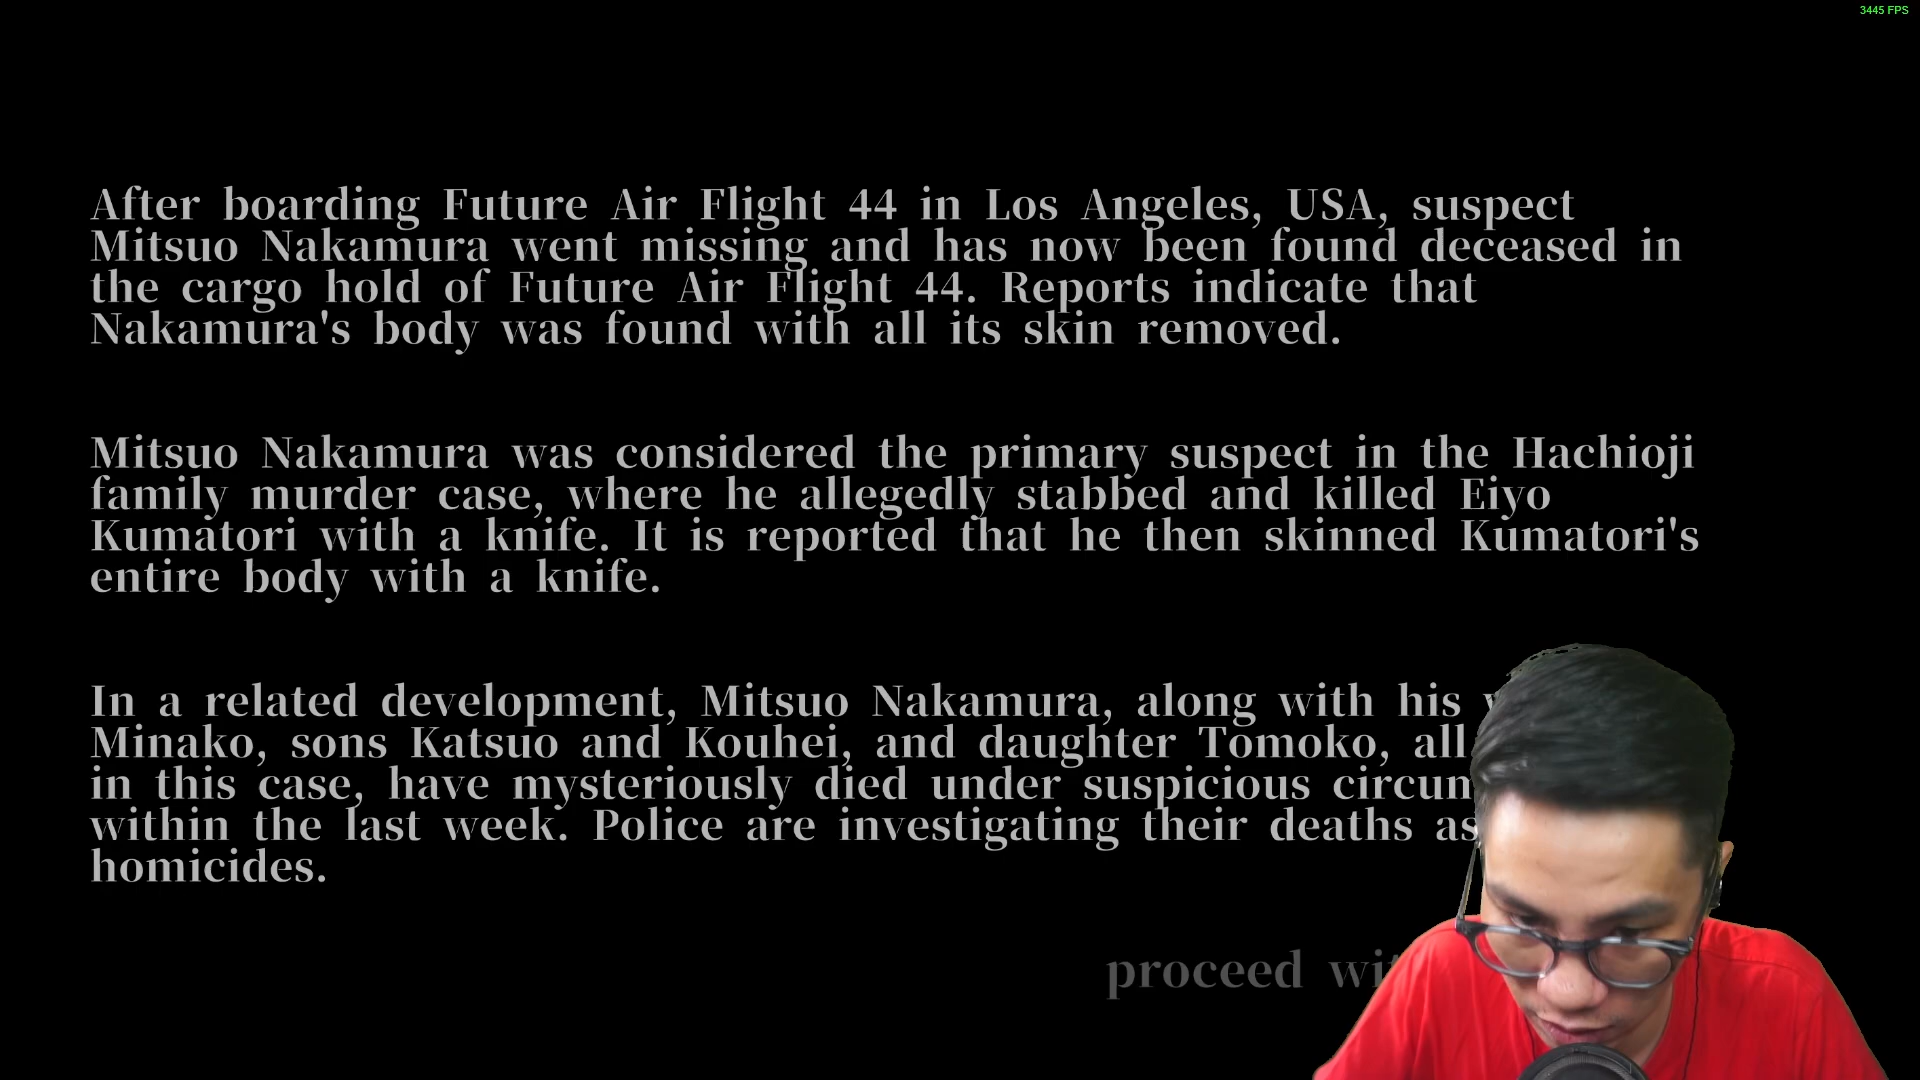 3445 FPS
After boarding Future Air Flight 44 in Los Angeles, USA, suspect
Mitsuo Nakamura went missing and has now been found deceased in
the cargo hold of Future Air Flight 44. Reports indicate that
Nakamura's body was found with all its skin removed.
Mitsuo Nakamura was considered the primary suspect in the Hachioji
family murder case, where he allegedly stabbed and killed Eiyo
Kumatori with a knife. It is reported that he then skinned Kumatori's
entire body with a knife.
In a related development, Mitsuo Nakamura, along with his
Minako, sons Katsuo and Kouhei, and daughter Tomoko, all
in this case, have mysteriously died under suspicious
within the last week. Police are investigating their deaths as
homicides.
proceed